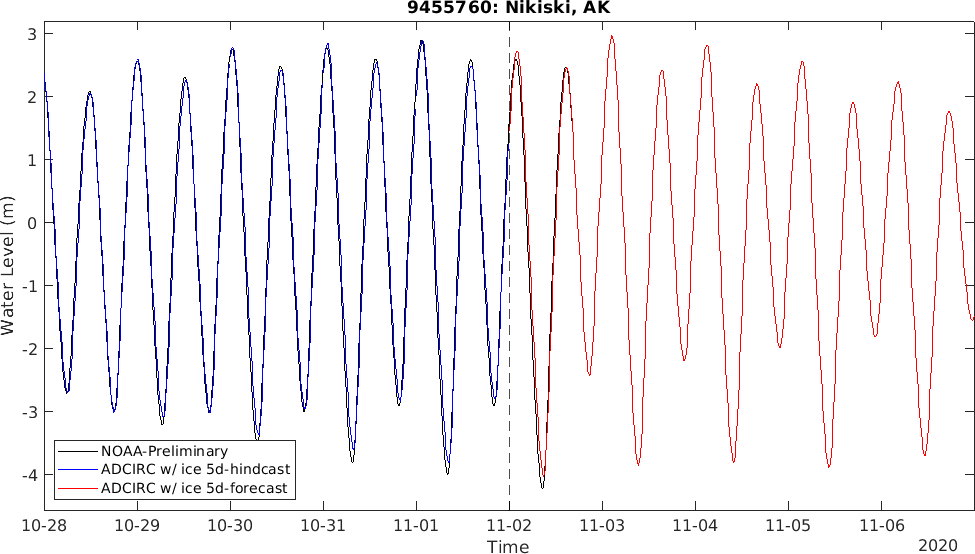 9455760: Nikiski, AK
Water Level (m)
3
2
1
0
-1
-2
-3
-4
NOAA-Preliminary
ADCIRC w/ ice 5d-hindcast
ADCIRC w/ ice 5d-forecast
10-28 10-29 10-30 10-31 11-01 11-02 11-03 11-04 11-05 11-06
Time
2020